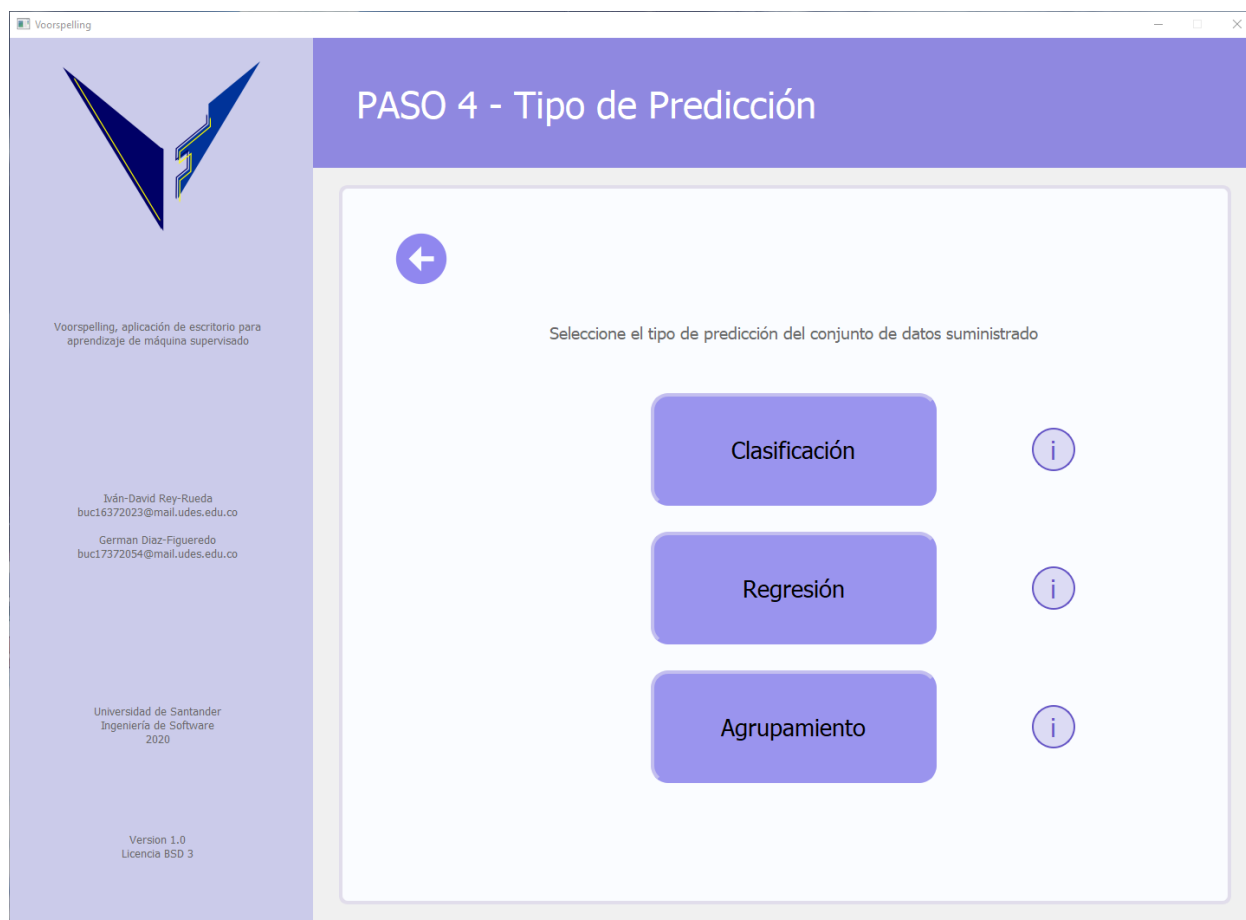 Voorspelling
PASO 4 - Tipo de Predicción
Voorspelling, aplicación de escritorio para
aprendizaje de máquina supervisado
Iván-David Rey-Rueda
buc16372023@mail.udes.edu.co
German Diaz-Figueredo
buc17372054@mail.udes.edu.co
Universidad de Santander
Ingeniería de Software
2020
Version 1.0
Licencia BSD 3
Seleccione el tipo de predicción del conjunto de datos suministrado
Clasificación
i
Regresión
i
Agrupamiento
i